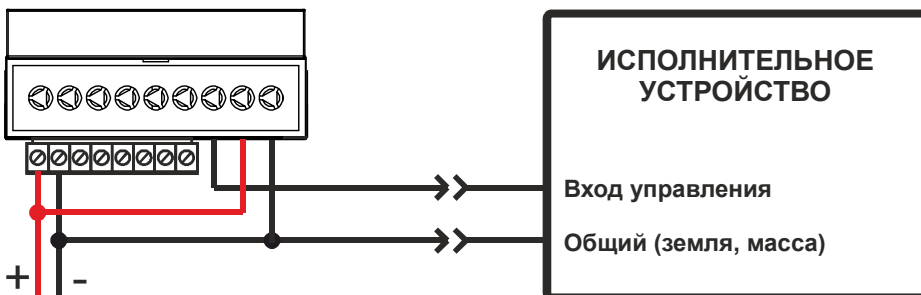 ИСПОЛНИТЕЛЬНОЕ
УСТРОЙСТВО
Вход управления
Общий (земля, масса)
+ -